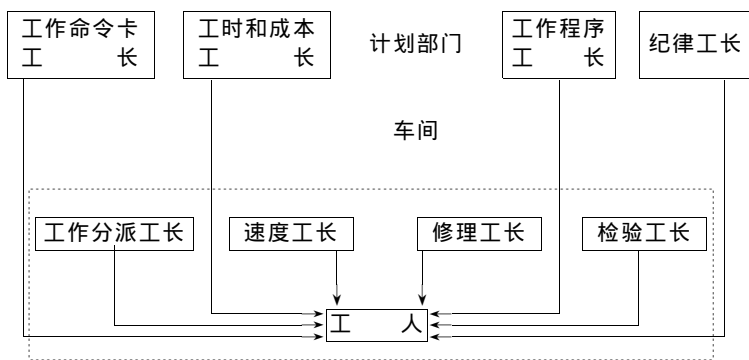 工作命令卡
工 长
工时和成本
工 长
计划部门
工作程序
工 长
纪律工长
车间
工作分派工长
速度工长
修理工长
检验工长
工 人